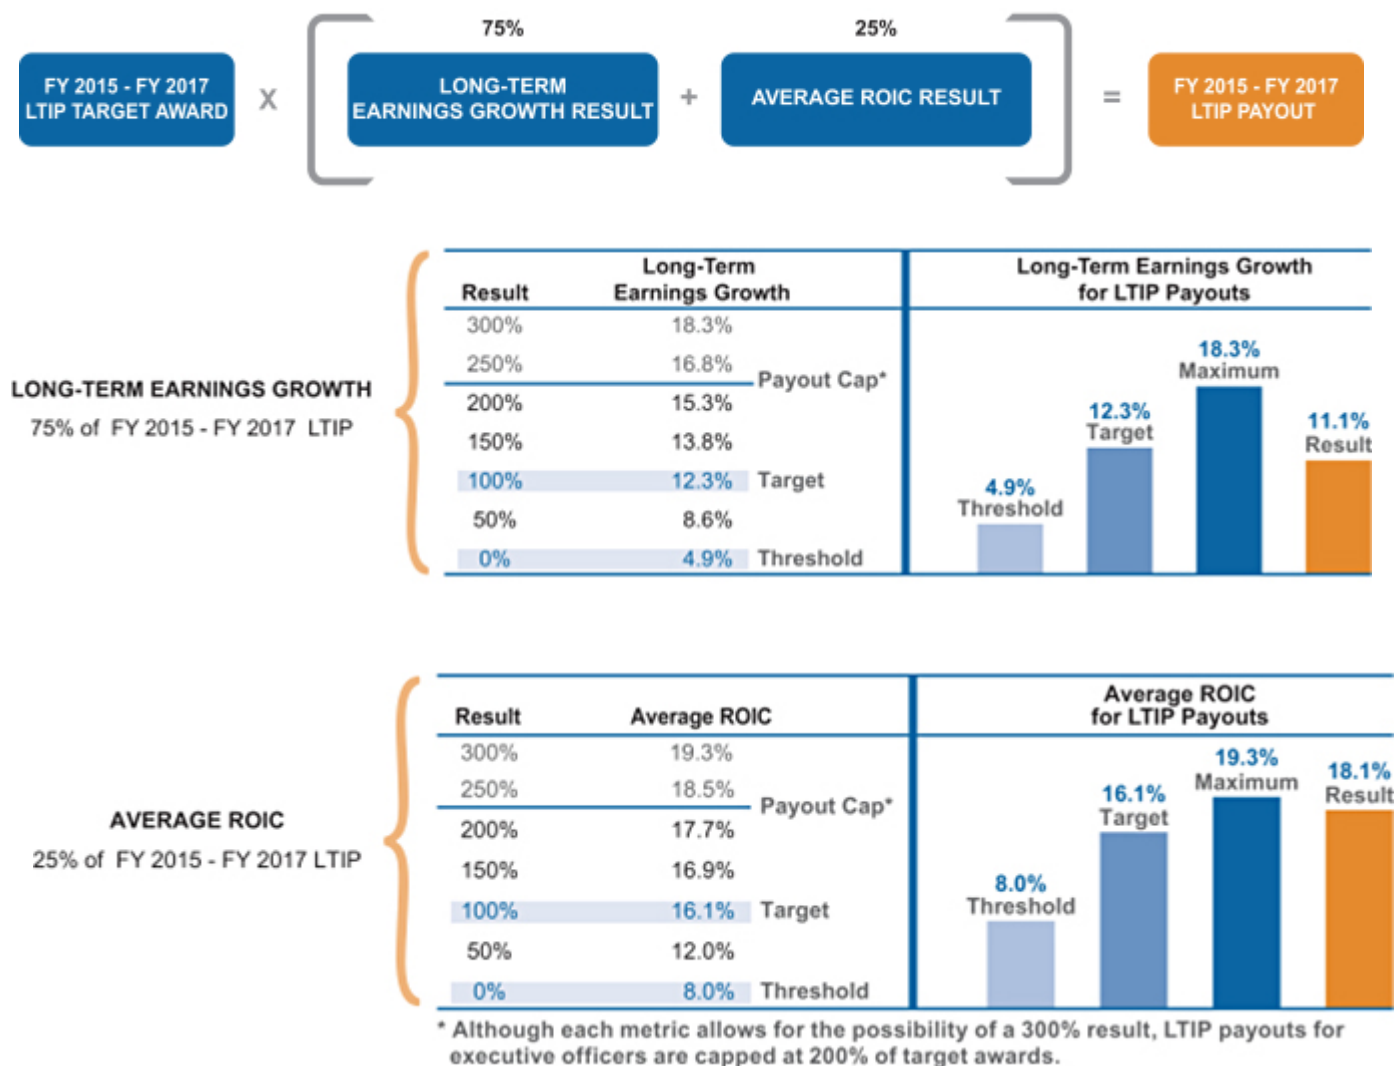 75%
25%
FY 2015 - FY 2017
LTIP TARGET AWARD
X
LONG-TERM
EARNINGS GROWTH RESULT
+
AVERAGE ROIC RESULT
=
FY 2015 - FY 2017
LTIP PAYOUT
LONG-TERM EARNINGS GROWTH
75% of FY 2015 - FY 2017 LTIP
Long-Term
Result Earnings Growth
300% 18.3%
250% 16.8%
Payout Cap*
200% 15.3%
150% 13.8%
100% 12.3% Target
50% 8.6%
0% 4.9% Threshold
Long-Term Earnings Growth
for LTIP Payouts
4.9%
Threshold
12.3%
Target
18.3%
Maximum
11.1%
Result
AVERAGE ROIC
25% of FY 2015 - FY 2017 LTIP
Result Average ROIC
300% 19.3%
250% 18.5%
Payout Cap*
200% 17.7%
150% 16.9%
100% 16.1% Target
50% 12.0%
0% 8.0% Threshold
Average ROIC
for LTIP Payouts
8.0%
Threshold
16.1%
Target
19.3%
Maximum
18.1%
Result
* Although each metric allows for the possibility of a 300% result, LTIP payouts for
executive officers are capped at 200% of target awards.